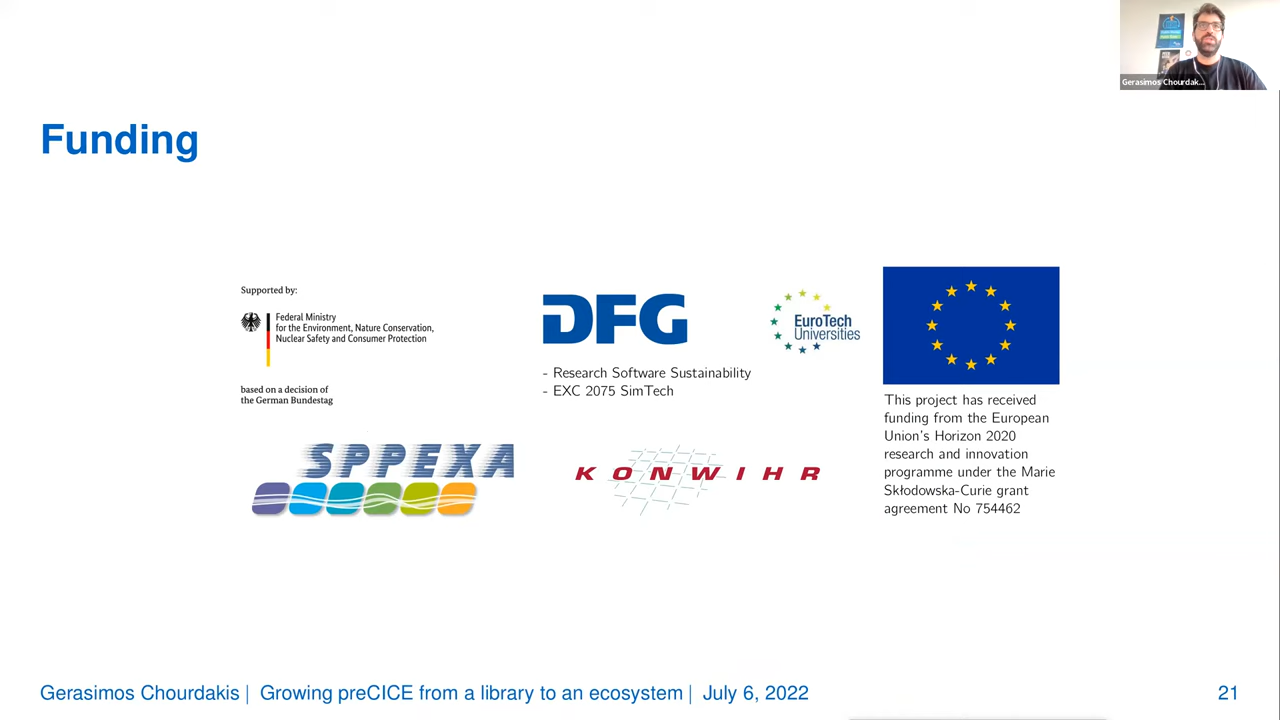 Gerasimos Chourdak...
Funding
Supported by:
Federal Ministry
for the Environment, Nature Conservation,
Nuclear Safety and Consumer Protection
based on a decision of
the German Bundestag
DFG
- Research Software Sustainability
- EXC 2075 SimTech
EuroTech
Universities
This project has received
funding from the European
Union's Horizon 2020
research and innovation
programme under the Marie
Skłodowska-Curie grant
agreement No 754462
SPPEXA
KONWIHR
Gerasimos Chourdakis | Growing preCICE from a library to an ecosystem | July 6, 2022
21